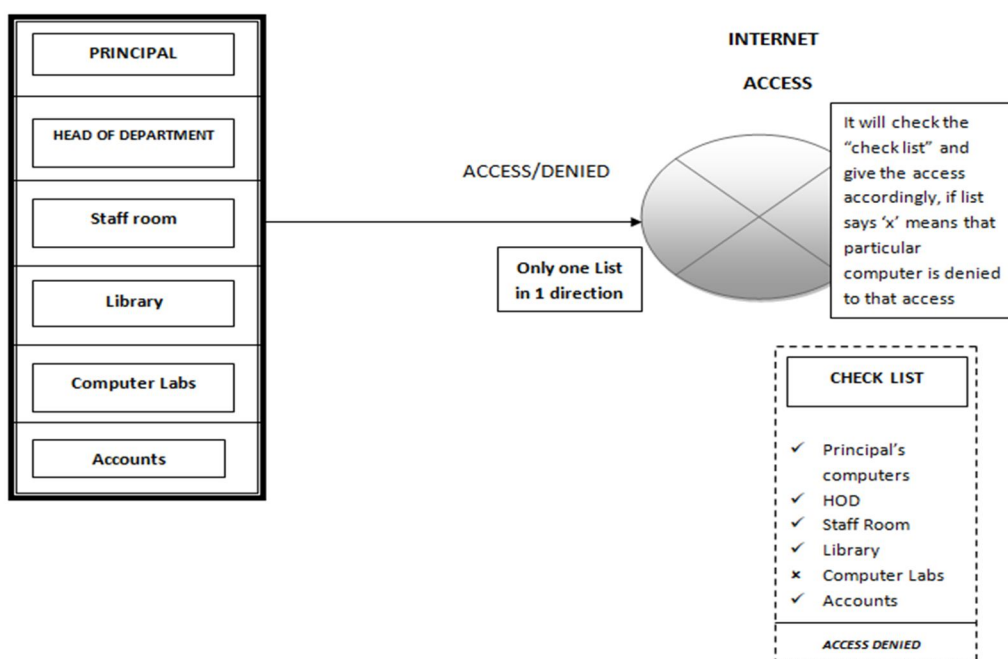 PRINCIPAL
HEAD OF DEPARTMENT
Staff room
Library
Computer Labs
Accounts
ACCESS/DENIED
Only one List
in 1 direction
INTERNET
ACCESS
It will check the
“check list” and
give the access
accordingly, if list
says ‘x’ means that
particular
computer is denied
to that access
CHECK LIST
✓ Principal’s
computers
✓ HOD
✓ Staff Room
✓ Library
× Computer Labs
✓ Accounts
ACCESS DENIED